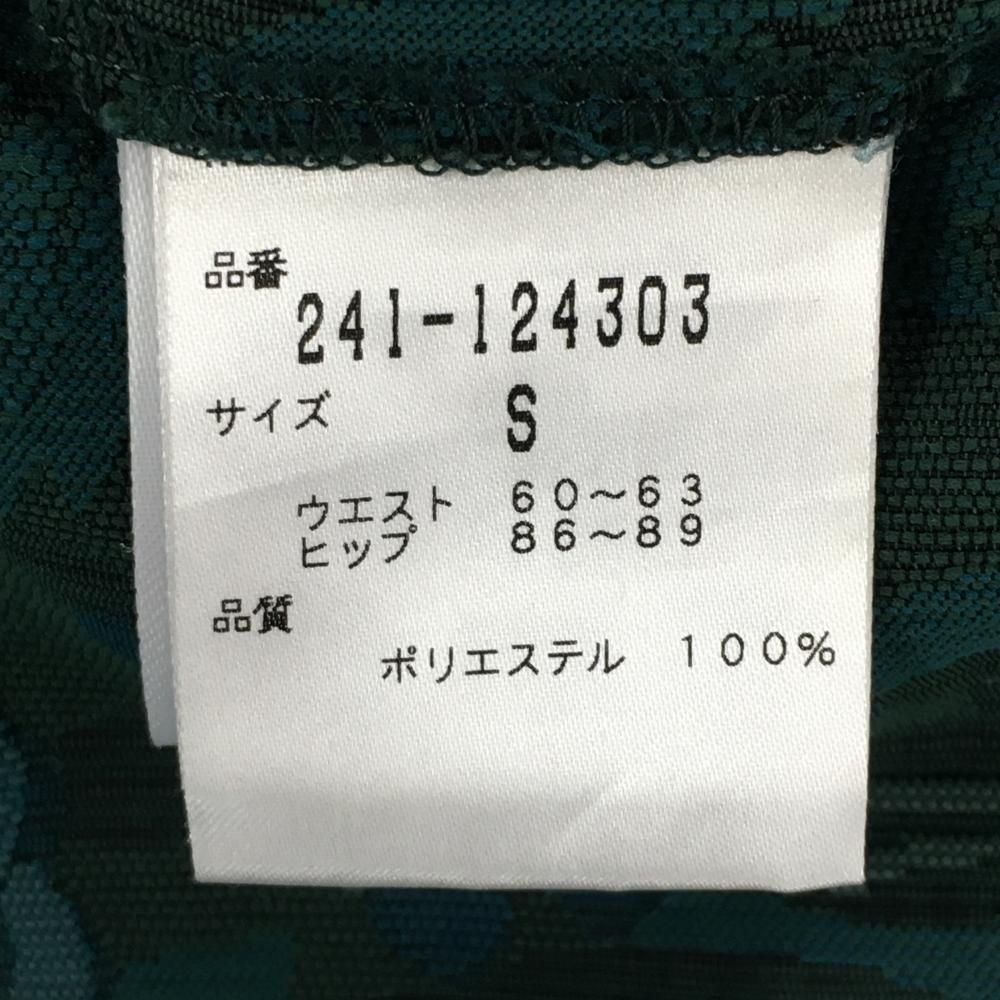 品番
241-124303
サイズ S
ウエスト 60～63
ヒップ 86～89
品質
ポリエステル 100%